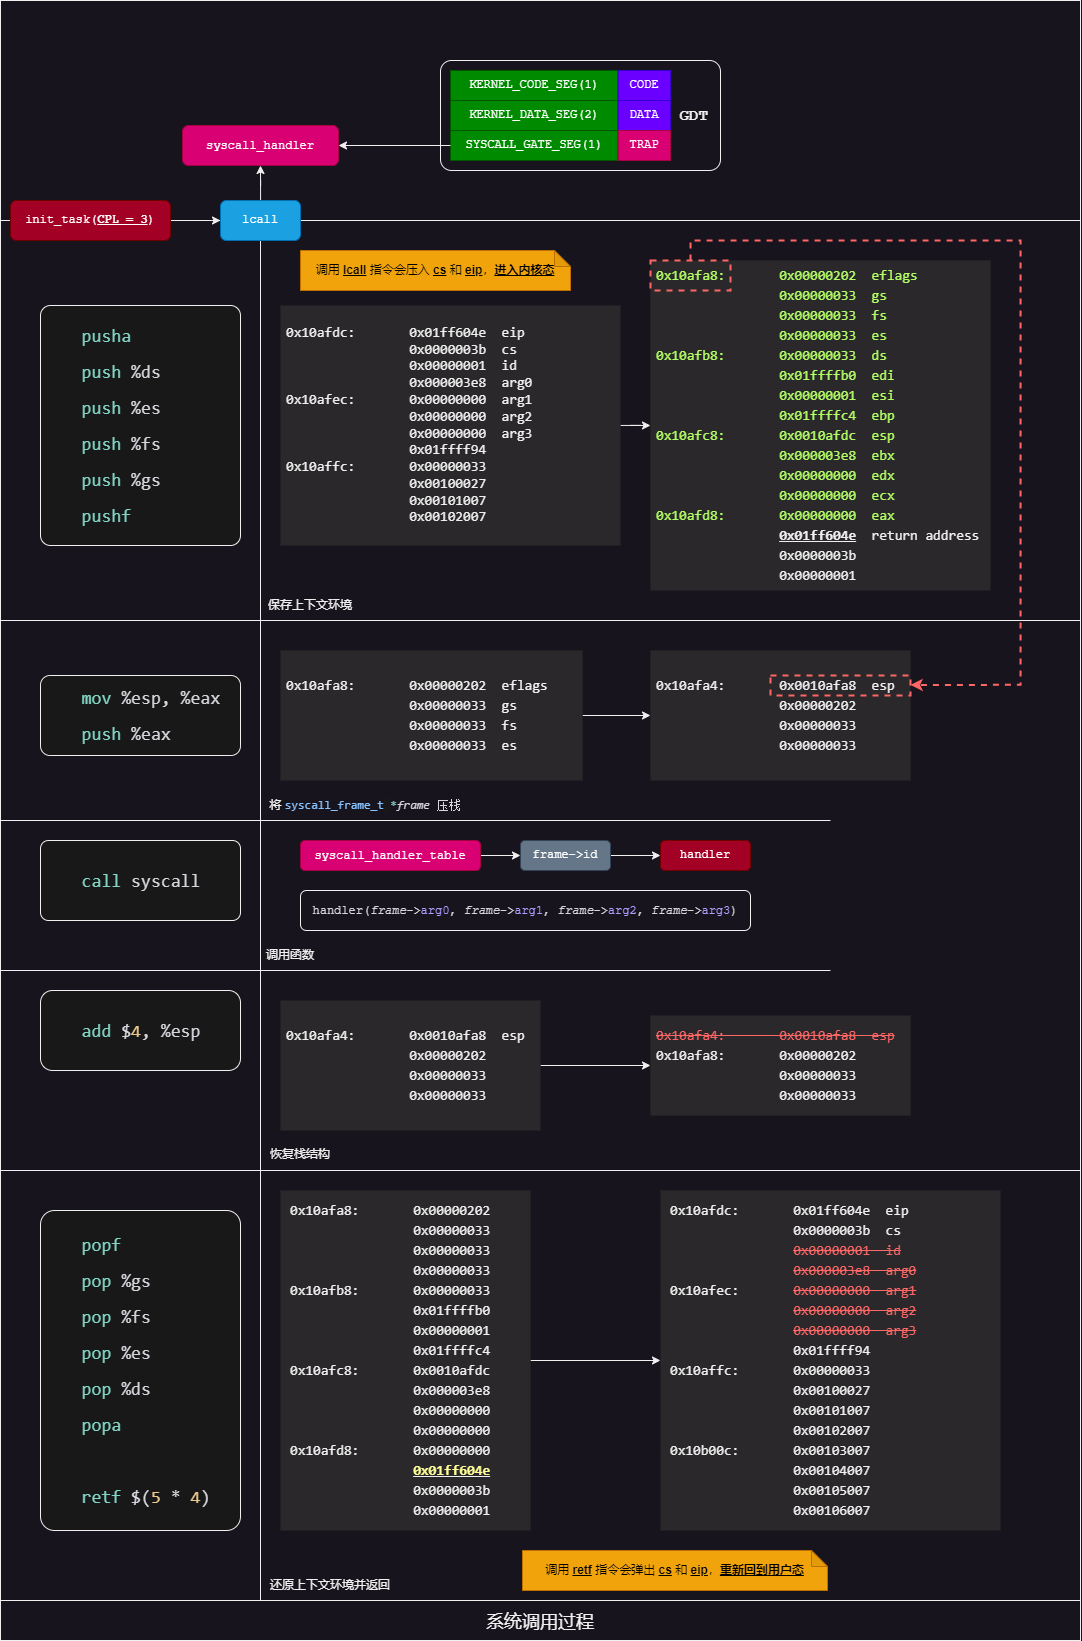 KERNEL_CODE_SEG(1) CODE
KERNEL_DATA_SEG(2) DATA
GDT
SYSCALL_GATE_SEG(1) TRAP
syscall_handler
init_task(CPL = 3)
lcall
调用 lcall 指令会压入 cs 和 eip，进入内核态
pusha
push %ds
push %es
push %fs
push %gs
pushf
0x10afdc: 0x01ff604e eip
0x0000003b cs
0x00000001 id
0x000003e8 arg0
0x10afec: 0x00000000 arg1
0x00000000 arg2
0x00000000 arg3
0x01ffff94
0x10affc: 0x00000033
0x00100027
0x00101007
0x00102007
0x10afa8: 0x00000202 eflags
0x00000033 gs
0x00000033 fs
0x00000033 es
0x10afb8: 0x00000033 ds
0x01ffffb0 edi
0x00000001 esi
0x01ffffc4 ebp
0x10afc8: 0x0010afdc esp
0x000003e8 ebx
0x00000000 edx
0x00000000 ecx
0x10afd8: 0x00000000 eax
0x01ff604e return address
0x0000003b
0x00000001
保存上下文环境
mov %esp, %eax
push %eax
0x10afa8: 0x00000202 eflags
0x00000033 gs
0x00000033 fs
0x00000033 es
0x10afa4: 0x0010afa8 esp
0x00000202
0x00000033
0x00000033
将 syscall_frame_t *frame 压栈
call syscall
syscall_handler_table
frame->id
handler
handler(frame->arg0, frame->arg1, frame->arg2, frame->arg3)
调用函数
add $4, %esp
0x10afa4: 0x0010afa8 esp
0x00000202
0x00000033
0x00000033
0x10afa4: 0x0010afa8 esp
0x10afa8: 0x00000202
0x00000033
0x00000033
恢复栈结构
popf
pop %gs
pop %fs
pop %es
pop %ds
popa
retf $(5 * 4)
0x10afa8: 0x00000202
0x00000033
0x00000033
0x00000033
0x10afb8: 0x00000033
0x01ffffb0
0x00000001
0x01ffffc4
0x10afc8: 0x0010afdc
0x000003e8
0x00000000
0x00000000
0x10afd8: 0x00000000
0x01ff604e
0x0000003b
0x00000001
0x10afdc: 0x01ff604e eip
0x0000003b cs
0x00000001 id
0x000003e8 arg0
0x10afec: 0x00000000 arg1
0x00000000 arg2
0x00000000 arg3
0x01ffff94
0x10affc: 0x00000033
0x00100027
0x00101007
0x00102007
0x10b00c: 0x00103007
0x00104007
0x00105007
0x00106007
调用 retf 指令会弹出 cs 和 eip，重新回到用户态
还原上下文环境并返回
系统调用过程